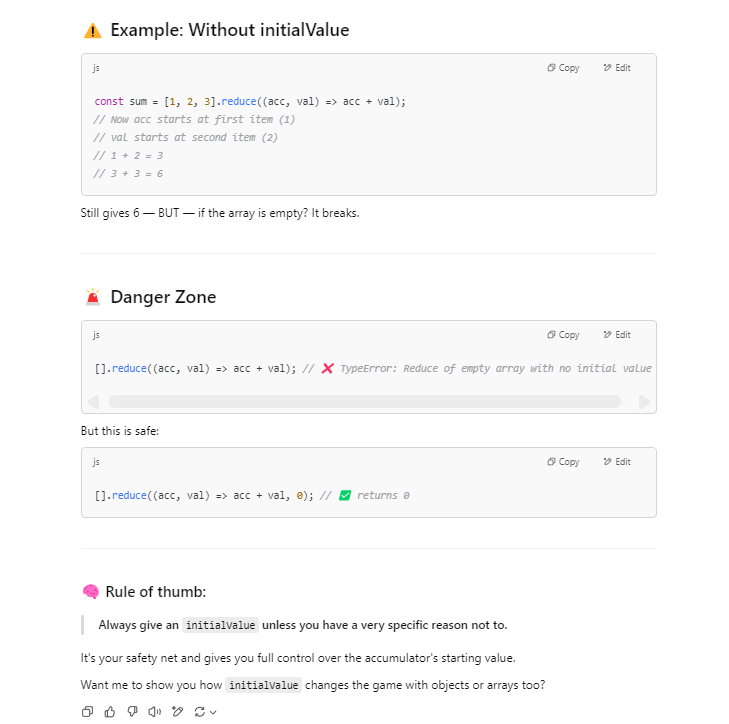 ⚠️ Example: Without initialValue
js
Copy
Edit
const sum = [1, 2, 3].reduce((acc, val) => acc + val);
// Now acc starts at first item (1)
// val starts at second item (2)
// 1 + 2 = 3
// 3 + 3 = 6
Still gives 6 — BUT — if the array is empty? It breaks.
🚨 Danger Zone
js
Copy
Edit
[].reduce((acc, val) => acc + val); // ❌ TypeError: Reduce of empty array with no initial value
But this is safe:
js
Copy
Edit
[].reduce((acc, val) => acc + val, 0); // ✅ returns 0
🧠 Rule of thumb:
Always give an initialValue unless you have a very specific reason not to.
It's your safety net and gives you full control over the accumulator's starting value.
Want me to show you how initialValue changes the game with objects or arrays too?